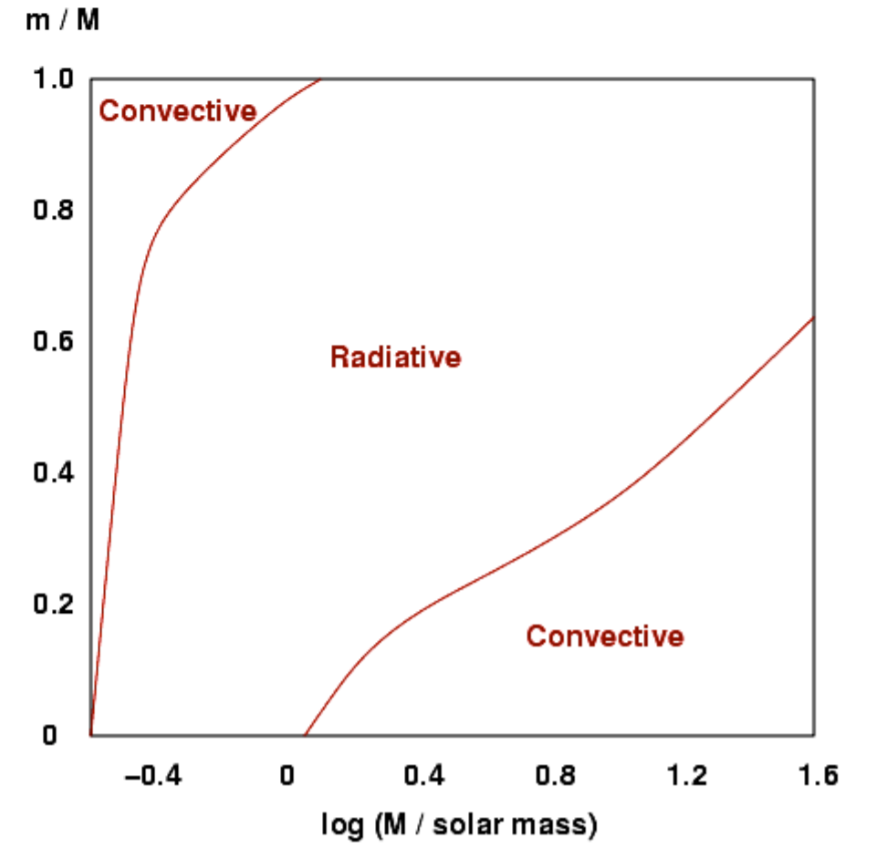 m / M
1.0
Convective
0.8
0.6
Radiative
0.4
0.2
Convective
0
−0.4 0 0.4 0.8 1.2 1.6
log (M / solar mass)